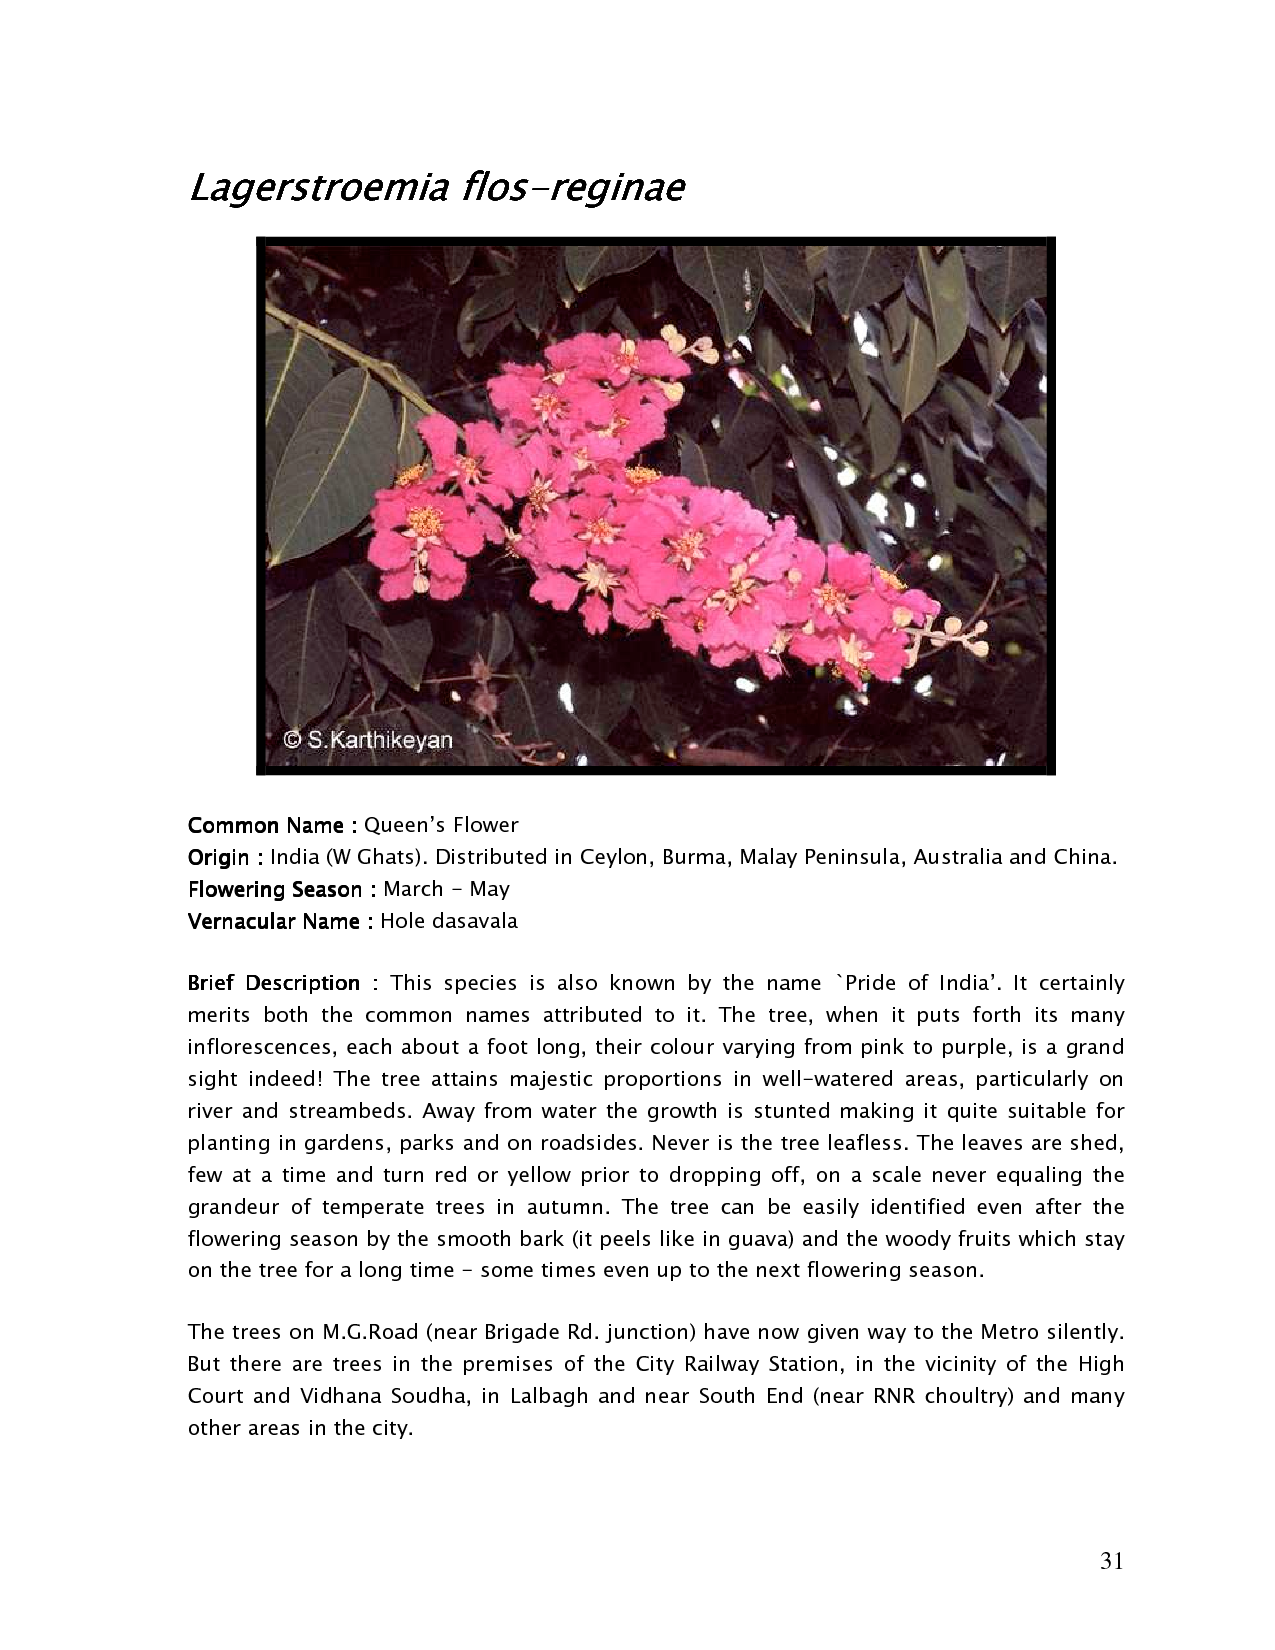 Lagerstroemia flos-reginae
© S.Karthikeyan
Common Name : Queen’s Flower
Origin : India (W Ghats). Distributed in Ceylon, Burma, Malay Peninsula, Australia and China.
Flowering Season : March - May
Vernacular Name : Hole dasavala
Brief Description : This species is also known by the name `Pride of India’. It certainly
merits both the common names attributed to it. The tree, when it puts forth its many
inflorescences, each about a foot long, their colour varying from pink to purple, is a grand
sight indeed! The tree attains majestic proportions in well-watered areas, particularly on
river and streambeds. Away from water the growth is stunted making it quite suitable for
planting in gardens, parks and on roadsides. Never is the tree leafless. The leaves are shed,
few at a time and turn red or yellow prior to dropping off, on a scale never equaling the
grandeur of temperate trees in autumn. The tree can be easily identified even after the
flowering season by the smooth bark (it peels like in guava) and the woody fruits which stay
on the tree for a long time - some times even up to the next flowering season.
The trees on M.G.Road (near Brigade Rd. junction) have now given way to the Metro silently.
But there are trees in the premises of the City Railway Station, in the vicinity of the High
Court and Vidhana Soudha, in Lalbagh and near South End (near RNR choultry) and many
other areas in the city.
31